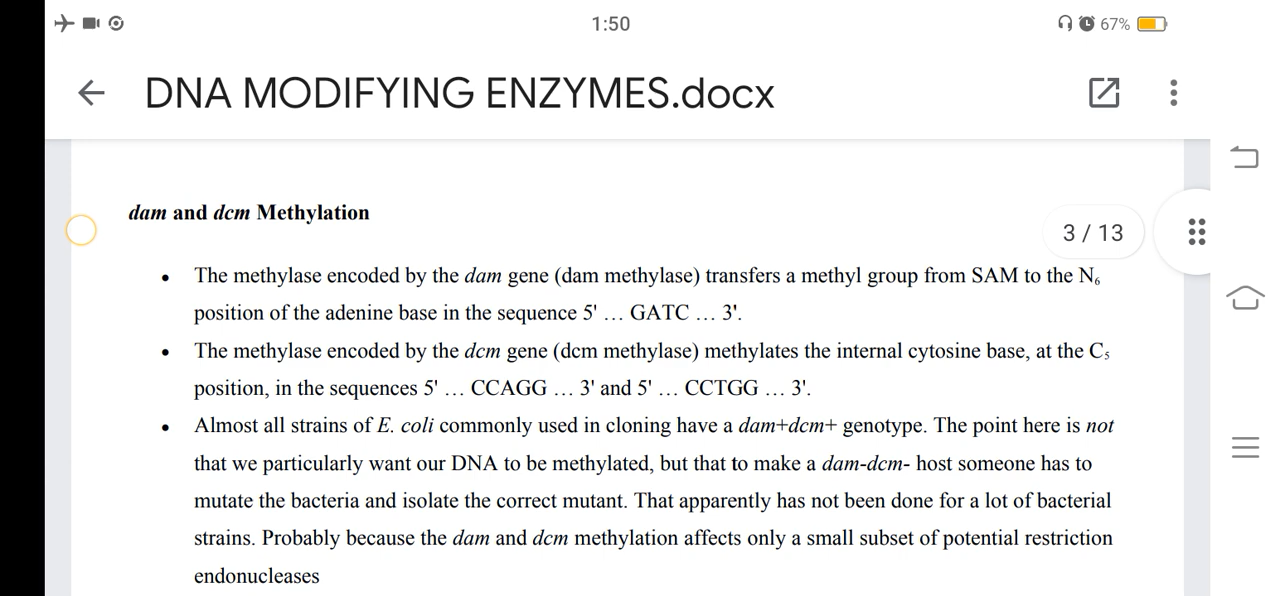 1:50
67%
DNA MODIFYING ENZYMES.docx
dam and dcm Methylation
3 / 13
• The methylase encoded by the dam gene (dam methylase) transfers a methyl group from SAM to the N₆
position of the adenine base in the sequence 5' … GATC … 3'.
• The methylase encoded by the dcm gene (dcm methylase) methylates the internal cytosine base, at the C₅
position, in the sequences 5' … CCAGG … 3' and 5' … CCTGG … 3'.
• Almost all strains of E. coli commonly used in cloning have a dam+dcm+ genotype. The point here is not
that we particularly want our DNA to be methylated, but that to make a dam-dcm- host someone has to
mutate the bacteria and isolate the correct mutant. That apparently has not been done for a lot of bacterial
strains. Probably because the dam and dcm methylation affects only a small subset of potential restriction
endonucleases